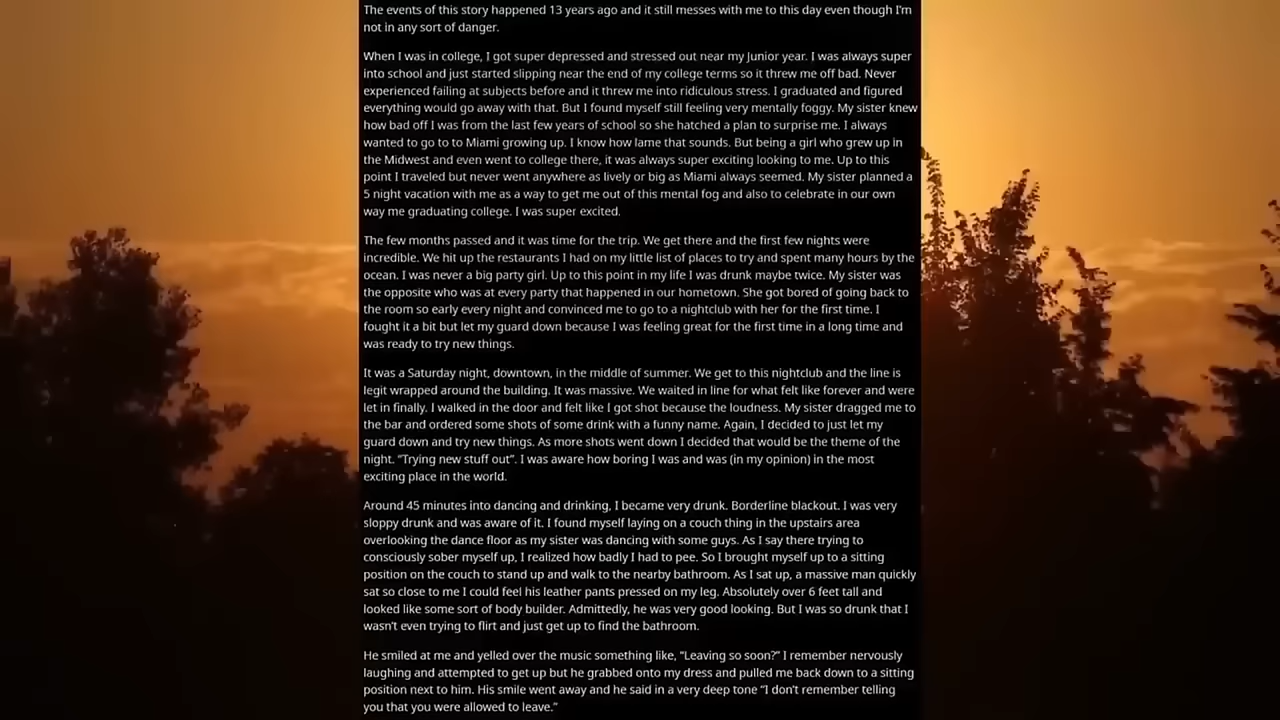 The events of this story happened 13 years ago and it still messes with me to this day even though I'm
not in any sort of danger.
When I was in college, I got super depressed and stressed out near my Junior year. I was always super
into school and just started slipping near the end of my college terms so it threw me off bad. Never
experienced failing at subjects before and it threw me into ridiculous stress. I graduated and figured
everything would go away with that. But I found myself still feeling very mentally foggy. My sister knew
how bad off I was from the last few years of school so she hatched a plan to surprise me. I always
wanted to go to to Miami growing up. I know how lame that sounds. But being a girl who grew up in
the Midwest and even went to college there, it was always super exciting looking to me. Up to this
point I traveled but never went anywhere as lively or big as Miami always seemed. My sister planned a
5 night vacation with me as a way to get me out of this mental fog and also to celebrate in our own
way me graduating college. I was super excited.
The few months passed and it was time for the trip. We get there and the first few nights were
incredible. We hit up the restaurants I had on my little list of places to try and spent many hours by the
ocean. I was never a big party girl. Up to this point in my life I was drunk maybe twice. My sister was
the opposite who was at every party that happened in our hometown. She got bored of going back to
the room so early every night and convinced me to go to a nightclub with her for the first time. I
fought it a bit but let my guard down because I was feeling great for the first time in a long time and
was ready to try new things.
It was a Saturday night, downtown, in the middle of summer. We get to this nightclub and the line is
legit wrapped around the building. It was massive. We waited in line for what felt like forever and were
let in finally. I walked in the door and felt like I got shot because the loudness. My sister dragged me to
the bar and ordered some shots of some drink with a funny name. Again, I decided to just let my
guard down and try new things. As more shots went down I decided that would be the theme of the
night. “Trying new stuff out”. I was aware how boring I was and was (in my opinion) in the most
exciting place in the world.
Around 45 minutes into dancing and drinking, I became very drunk. Borderline blackout. I was very
sloppy drunk and was aware of it. I found myself laying on a couch thing in the upstairs area
overlooking the dance floor as my sister was dancing with some guys. As I say there trying to
consciously sober myself up, I realized how badly I had to pee. So I brought myself up to a sitting
position on the couch to stand up and walk to the nearby bathroom. As I sat up, a massive man quickly
sat so close to me I could feel his leather pants pressed on my leg. Absolutely over 6 feet tall and
looked like some sort of body builder. Admittedly, he was very good looking. But I was so drunk that I
wasn't even trying to flirt and just get up to find the bathroom.
He smiled at me and yelled over the music something like, “Leaving so soon?” I remember nervously
laughing and attempted to get up but he grabbed onto my dress and pulled me back down to a sitting
position next to him. His smile went away and he said in a very deep tone “I don't remember telling
you that you were allowed to leave.”